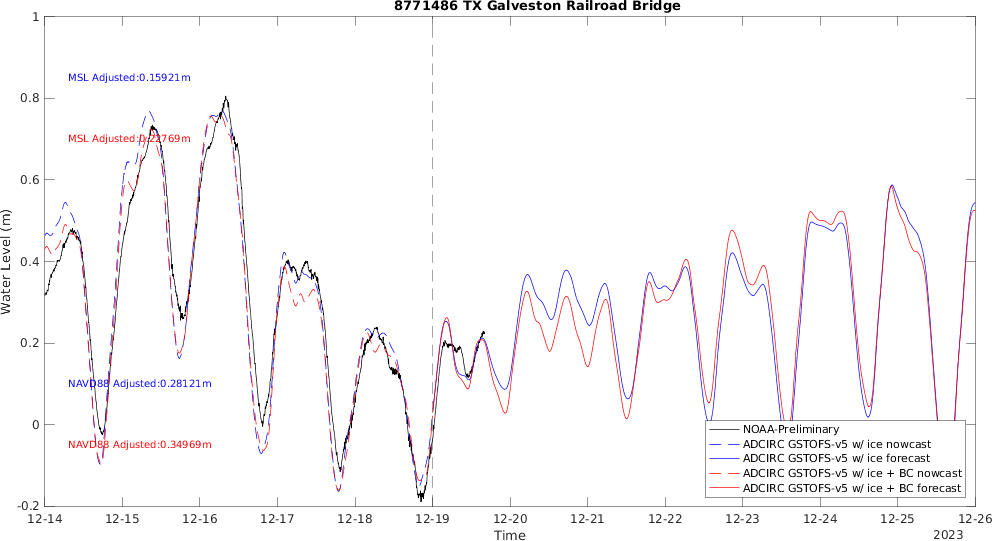 8771486 TX Galveston Railroad Bridge
1
0.8
0.6
0.4
0.2
0
-0.2
Water Level (m)
MSL Adjusted:0.15921m
MSL Adjusted:0.22769m
NAVD88 Adjusted:0.28121m
NAVD88 Adjusted:0.34969m
NOAA-Preliminary
ADCIRC GSTOFS-v5 w/ ice nowcast
ADCIRC GSTOFS-v5 w/ ice forecast
ADCIRC GSTOFS-v5 w/ ice + BC nowcast
ADCIRC GSTOFS-v5 w/ ice + BC forecast
12-14 12-15 12-16 12-17 12-18 12-19 12-20 12-21 12-22 12-23 12-24 12-25 12-26
Time
2023